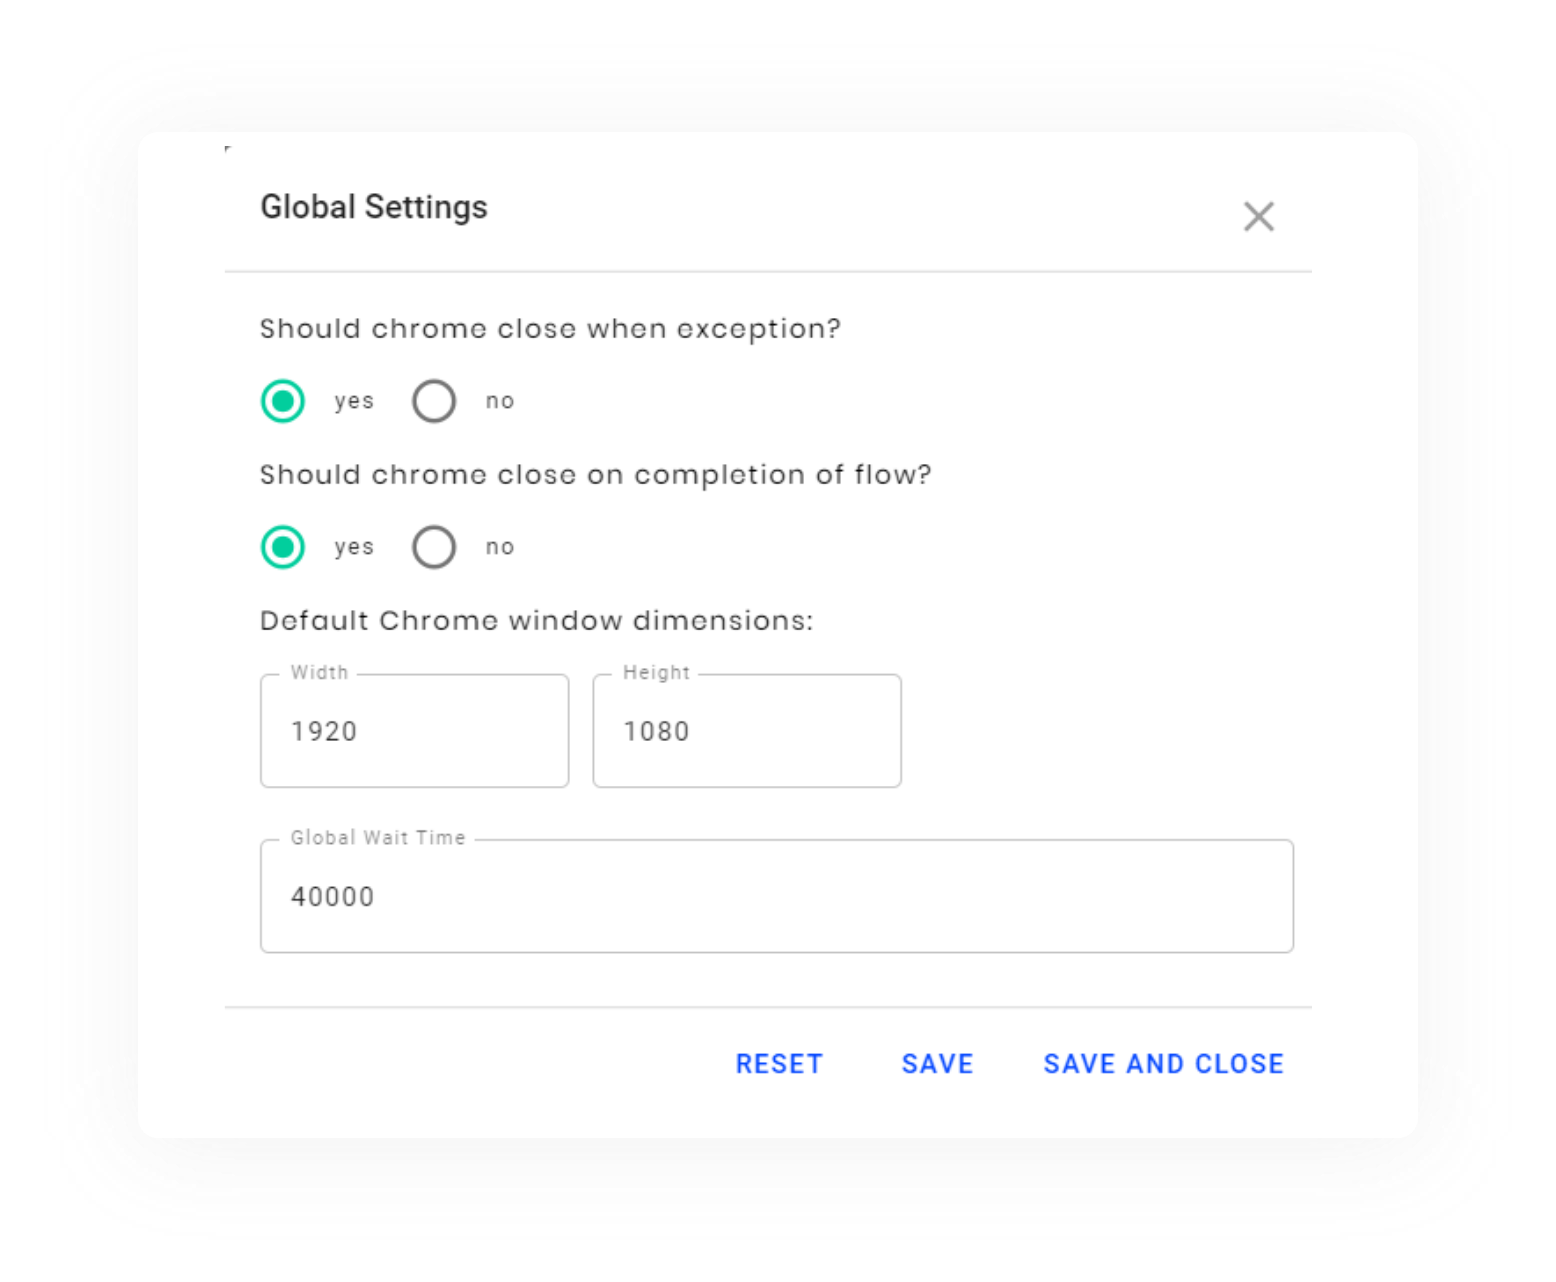 Global Settings
Should chrome close when exception?
yes no
Should chrome close on completion of flow?
yes no
Default Chrome window dimensions:
Width Height
1920 1080
Global Wait Time
40000
RESET SAVE SAVE AND CLOSE